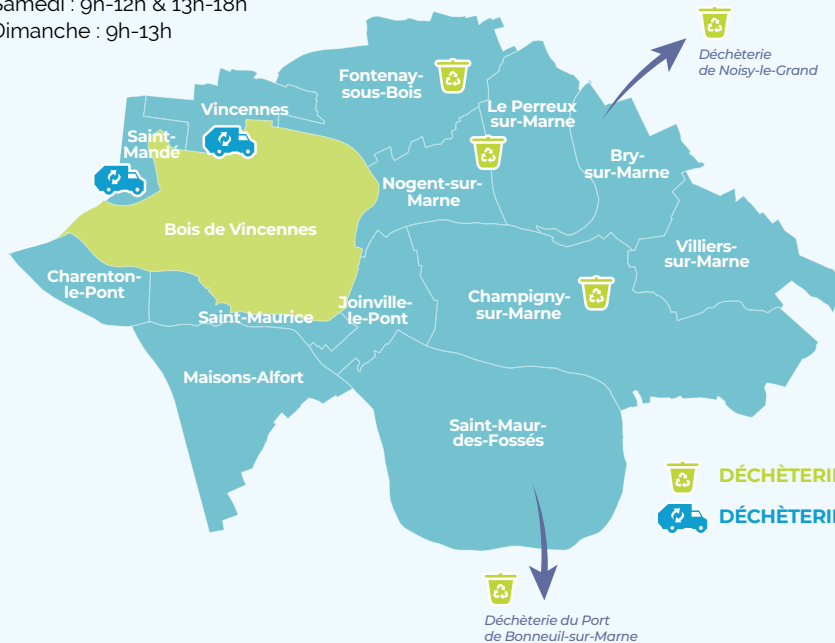 Samedi : 9h-12h & 13h-18h
Dimanche : 9h-13h
Déchèterie
de Noisy-le-Grand
Fontenay-
sous-Bois
Vincennes
Le Perreux
sur-Marne
Saint-
Mandé
Bry-
sur-Marne
Nogent-sur-
Marne
Bois de Vincennes
Villiers-
sur-Marne
Charenton-
le-Pont
Champigny-
sur-Marne
Joinville-
le-Pont
Saint-Maurice
Maisons-Alfort
Saint-Maur-
des-Fossés
DÉCHÈTERIE
DÉCHÈTERIE
Déchèterie du Port
de Bonneuil-sur-Marne